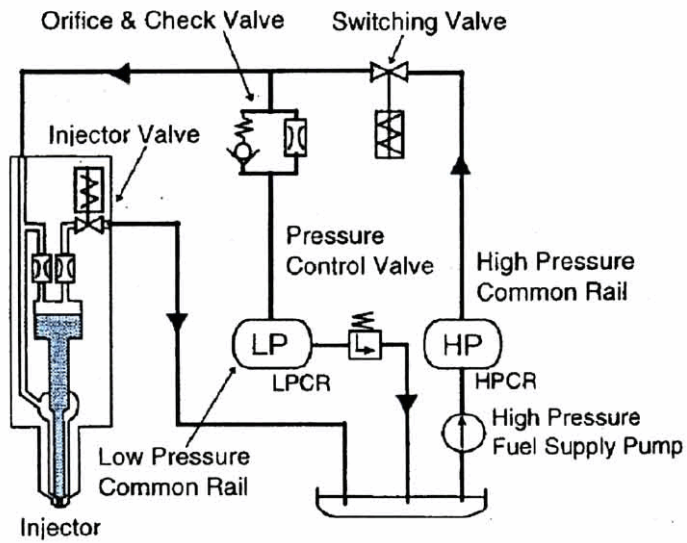 Orifice & Check Valve
Switching Valve
Injector Valve
Pressure
Control Valve
High Pressure
Common Rail
LP
LPCR
HP
HPCR
High Pressure
Fuel Supply Pump
Low Pressure
Common Rail
Injector